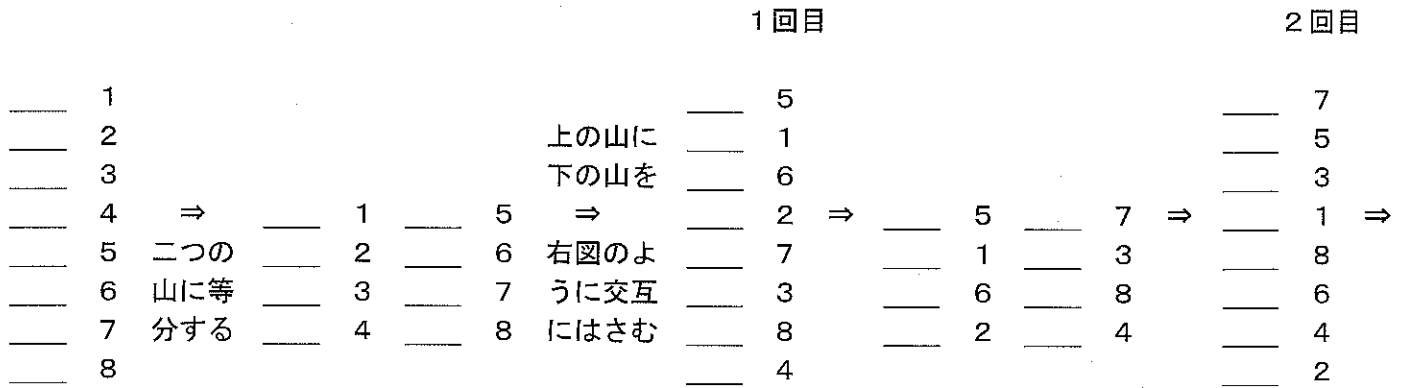 1回目 2回目
1 5 7
2 上の山に 1 5
3 下の山を 6 3
4 ⇒ 1 5 ⇒ 2 ⇒ 5 7 ⇒ 1 ⇒
5 二つの 2 6 右図のよ 7 1 3 8
6 山に等 3 7 うに交互 3 6 8 6
7 分する 4 8 にはさむ 8 2 4 4
8 4 2